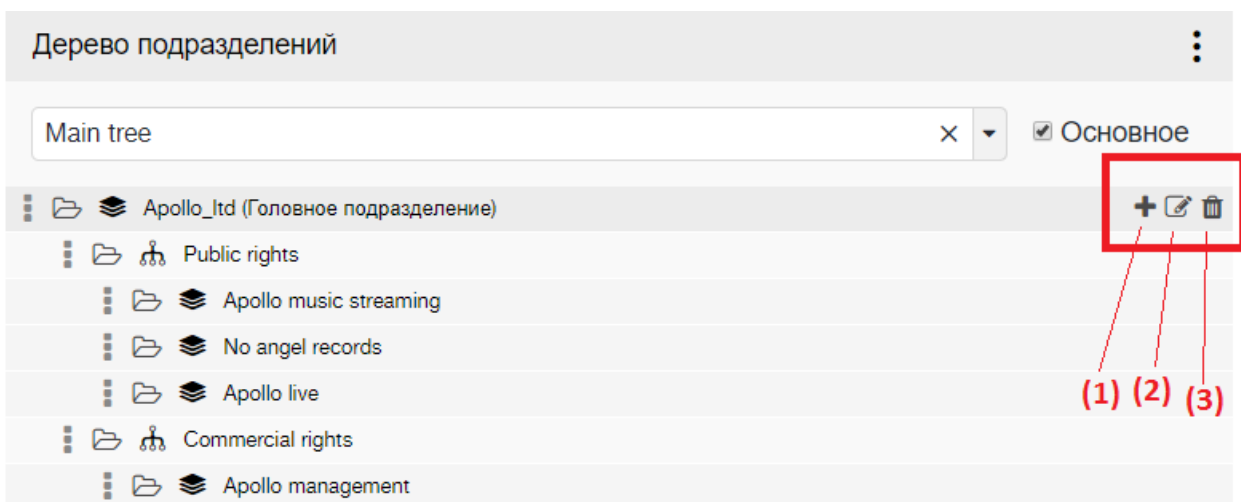 Дерево подразделений
Main tree
Основное
Apollo_ltd (Головное подразделение)
Public rights
Apollo music streaming
No angel records
Apollo live
(1) (2) (3)
Commercial rights
Apollo management